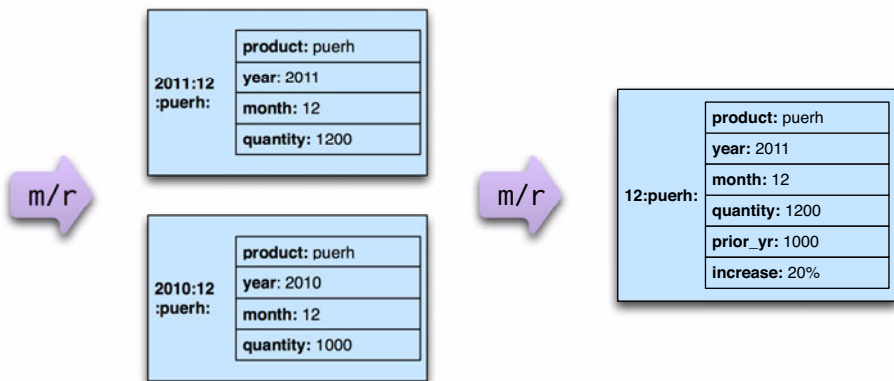 m/r
2011:12
:puerh:
product: puerh
year: 2011
month: 12
quantity: 1200
2010:12
:puerh:
product: puerh
year: 2010
month: 12
quantity: 1000
m/r
12:puerh:
product: puerh
year: 2011
month: 12
quantity: 1200
prior_yr: 1000
increase: 20%